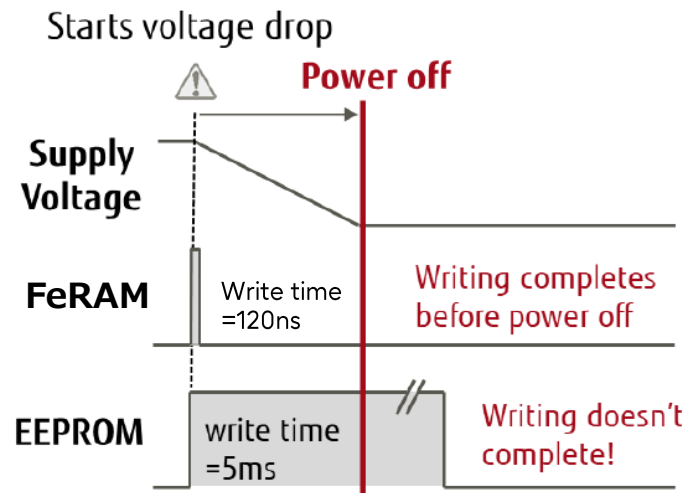 Starts voltage drop
Power off
Supply
Voltage
FeRAM
Write time
=120ns
Writing completes
before power off
EEPROM
write time
=5ms
Writing doesn't
complete!